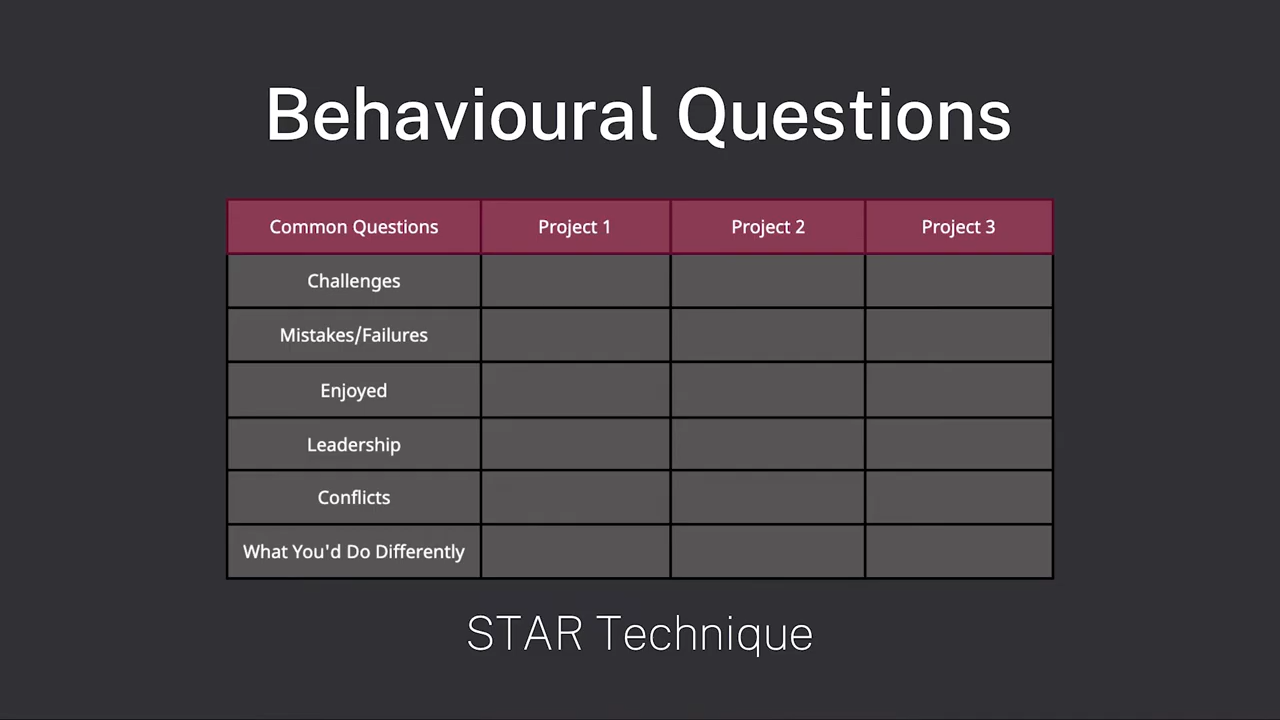 Behavioural Questions
Common Questions Project 1 Project 2 Project 3
Challenges
Mistakes/Failures
Enjoyed
Leadership
Conflicts
What You'd Do Differently
STAR Technique